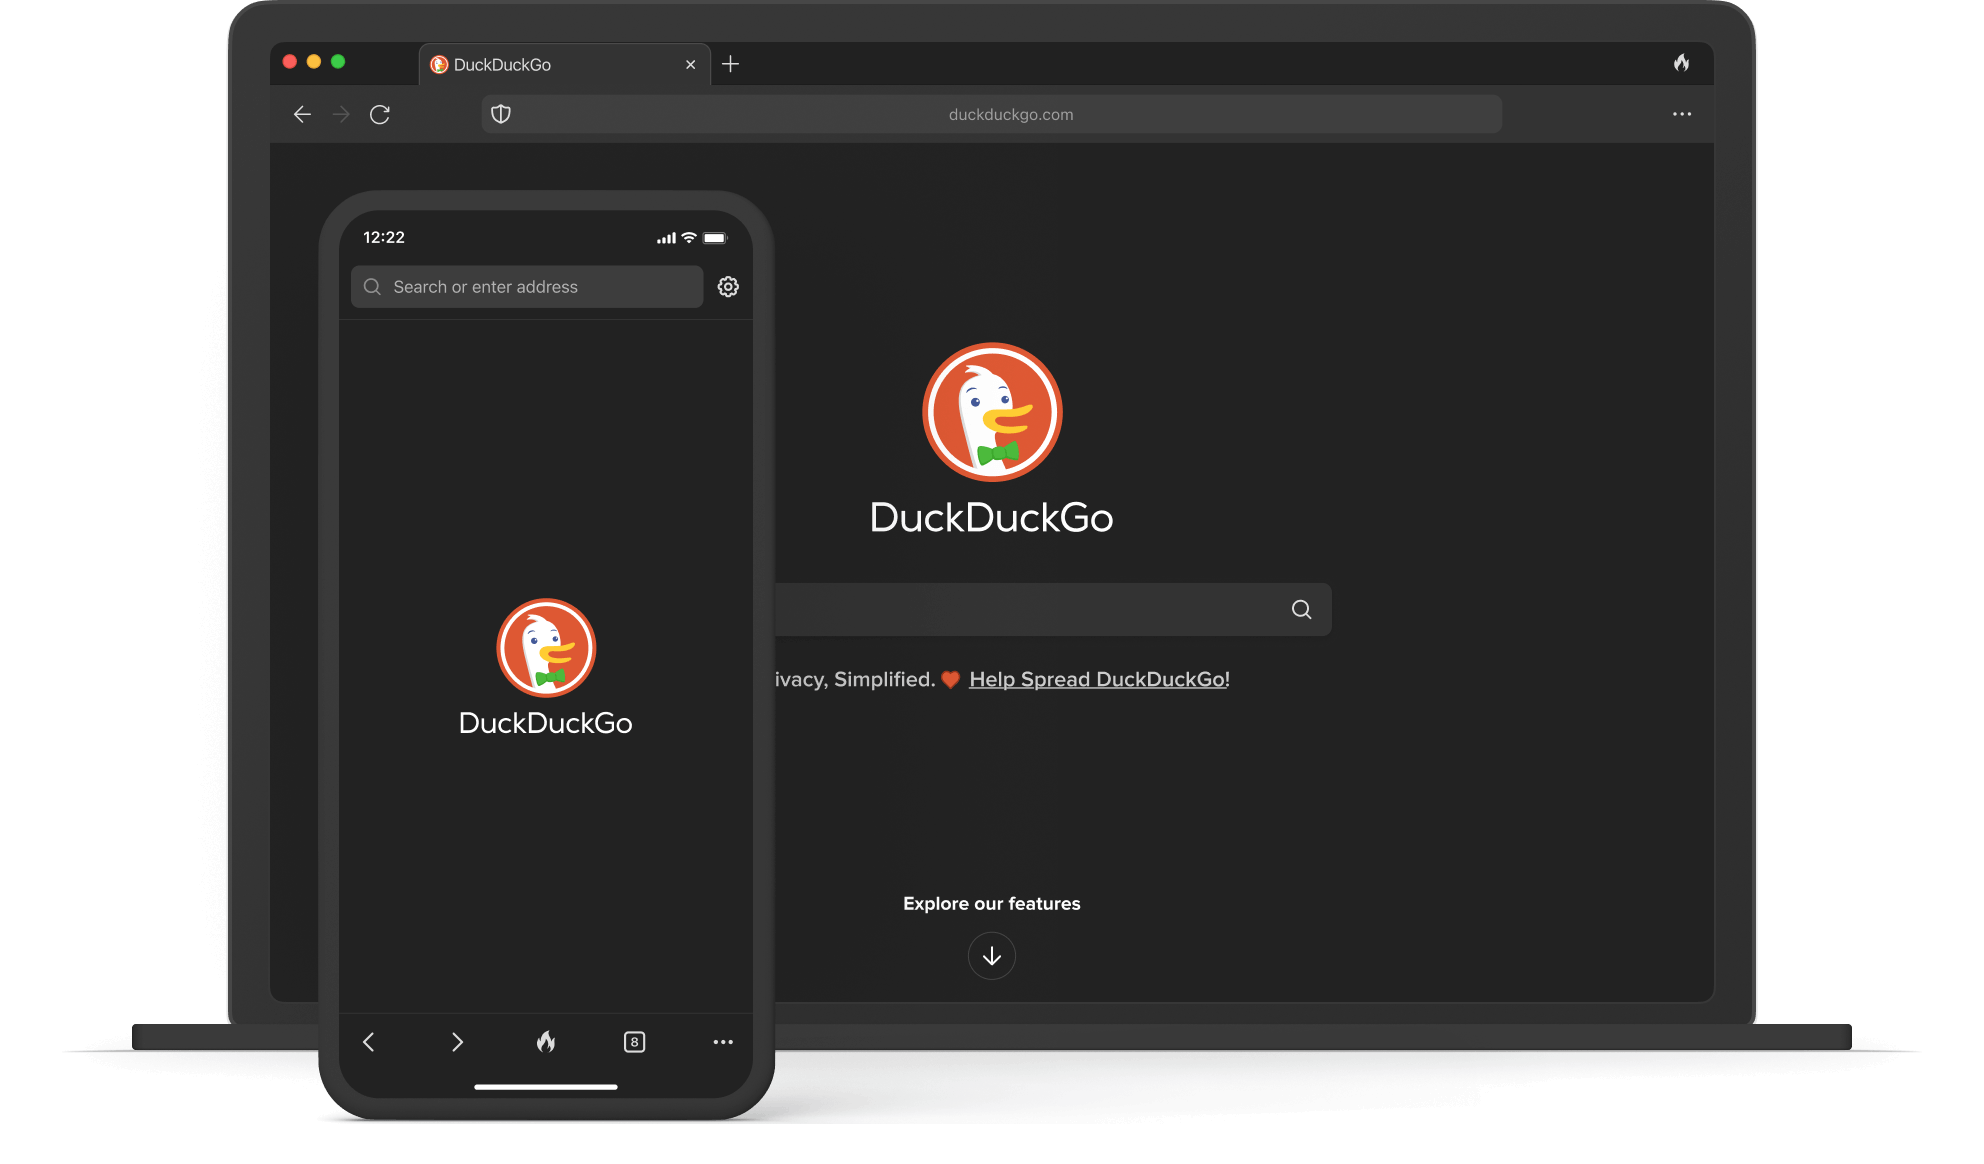 DuckDuckGo
duckduckgo.com
12:22
Search or enter address
DuckDuckGo
DuckDuckGo
ivacy, Simplified. Help Spread DuckDuckGo!
Explore our features
8